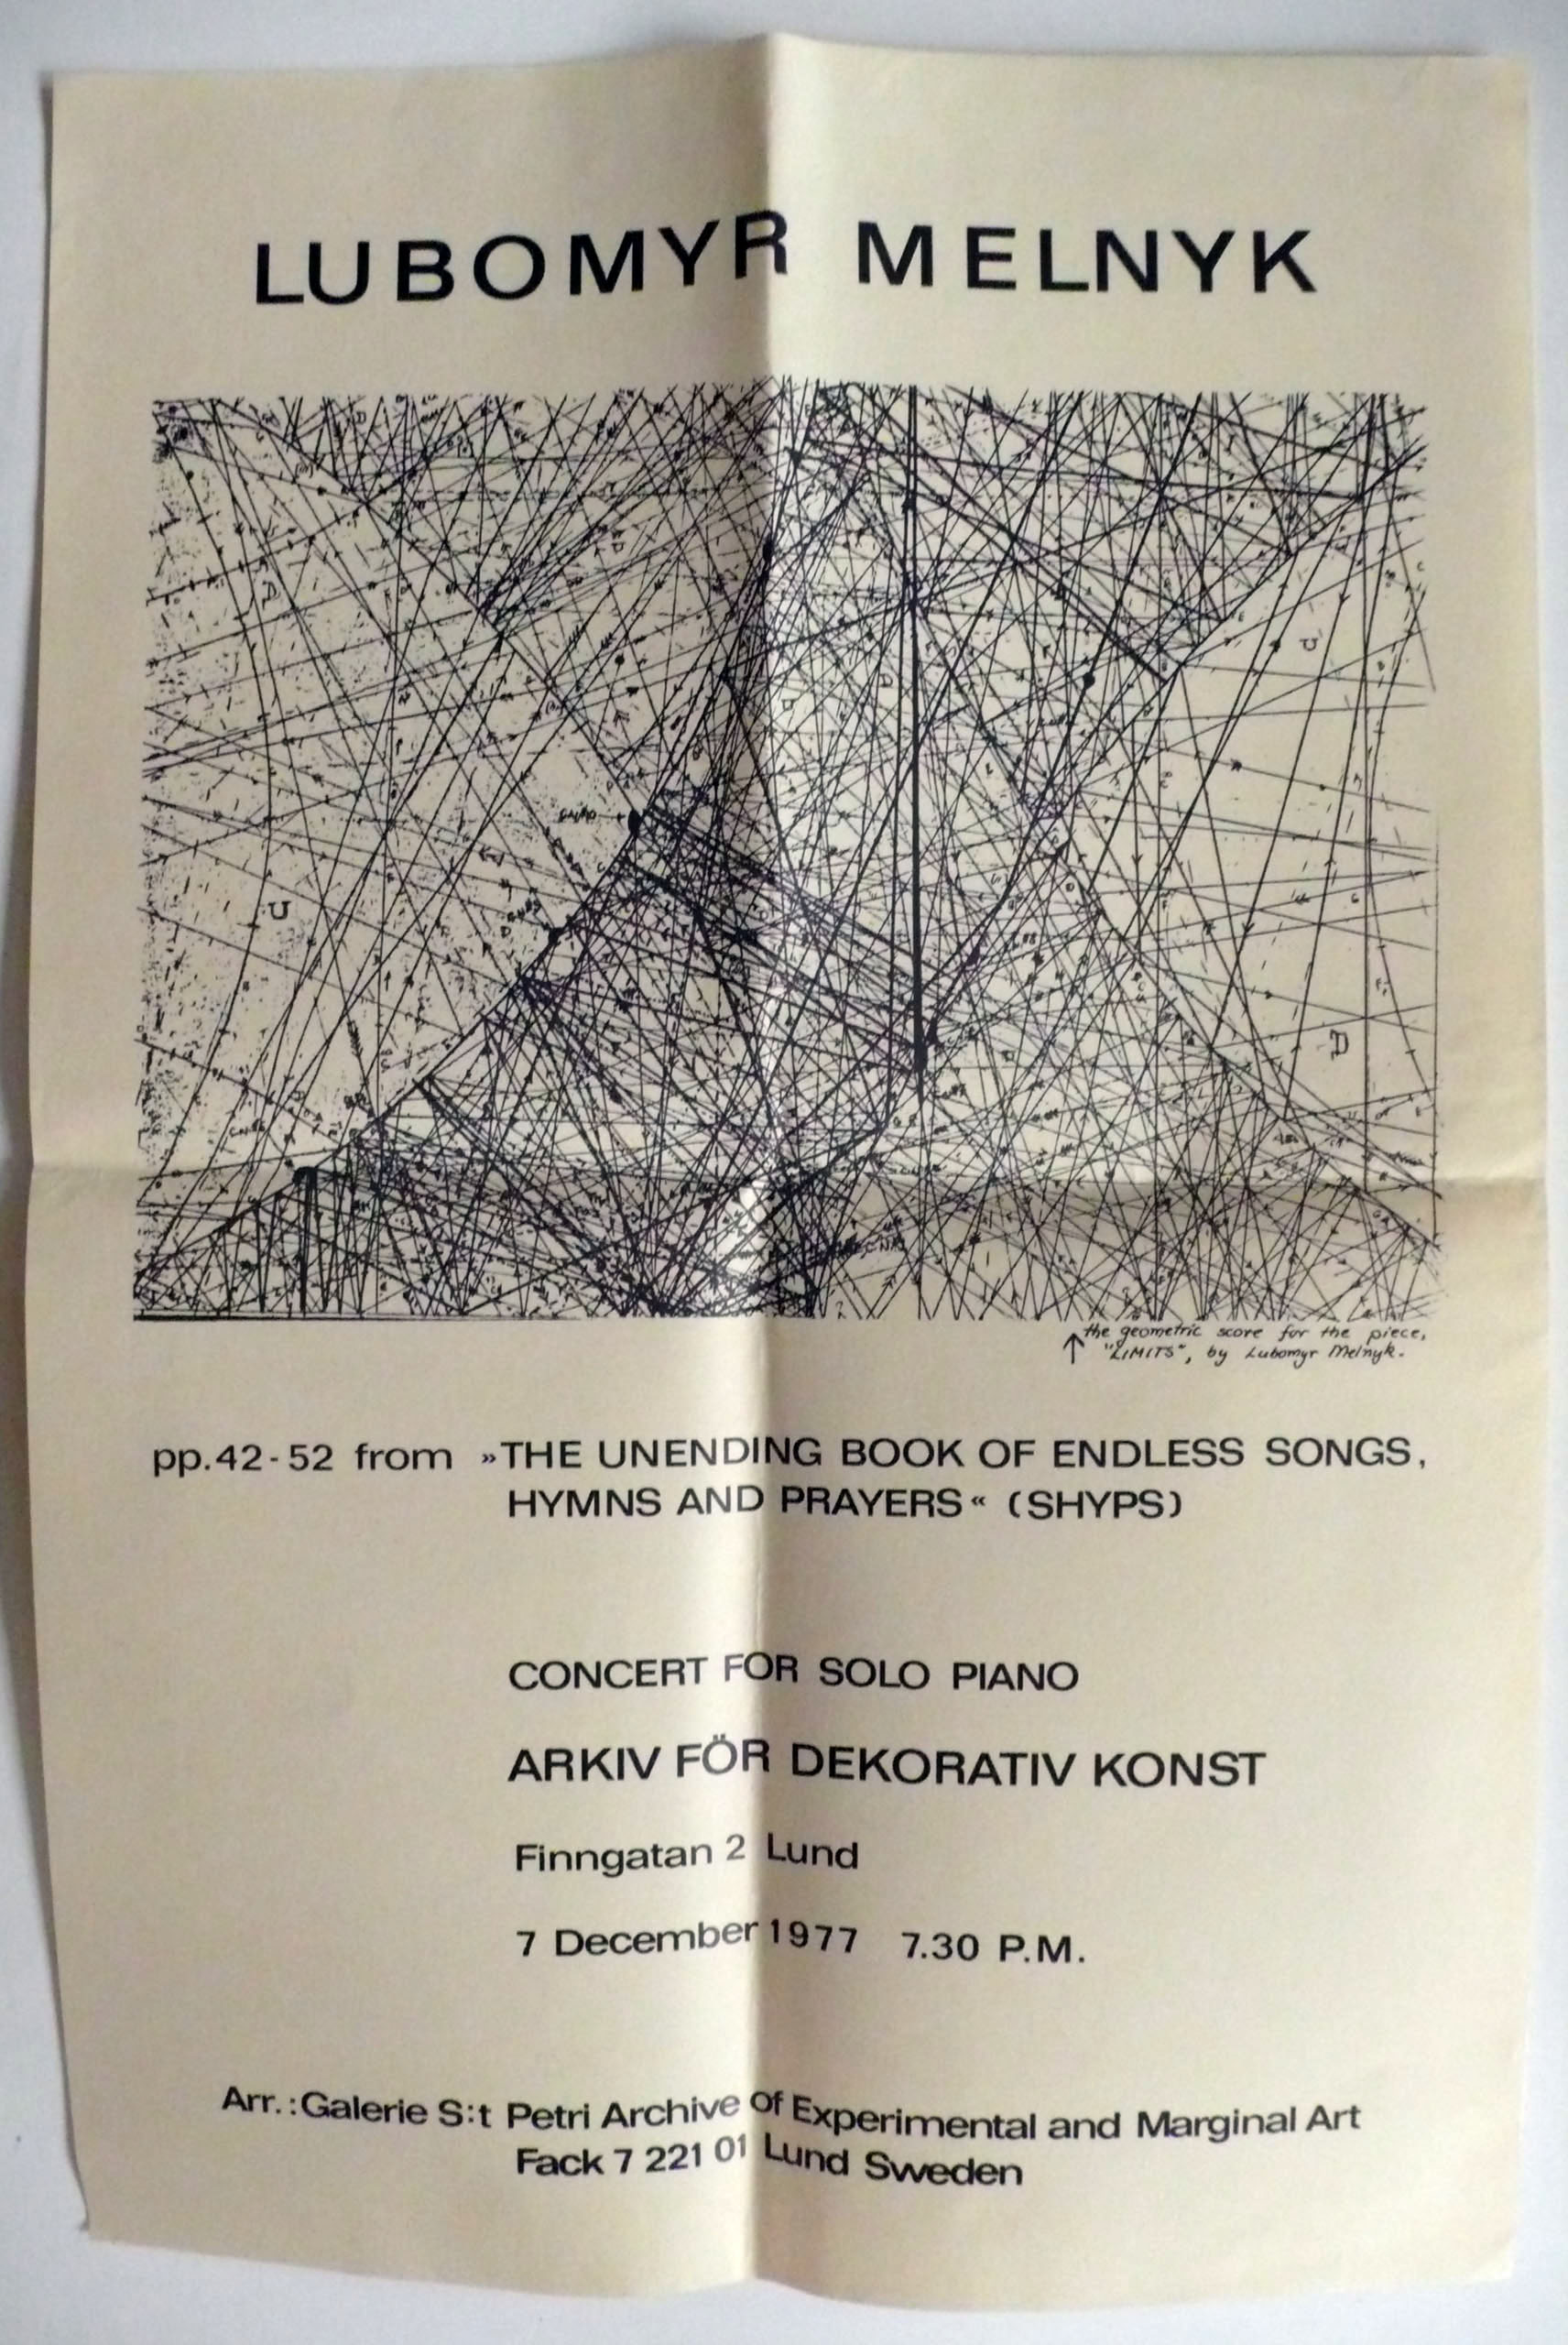 LUBOMYR MELNYK
↑ the geometric score for the piece,
"LIMITS", by Lubomyr Melnyk.
pp.42-52 from »THE UNENDING BOOK OF ENDLESS SONGS,
HYMNS AND PRAYERS« (SHYPS)
CONCERT FOR SOLO PIANO
ARKIV FÖR DEKORATIV KONST
Finngatan 2 Lund
7 December 1977 7.30 P.M.
Arr.:Galerie S:t Petri Archive of Experimental and Marginal Art
Fack 7 221 01 Lund Sweden